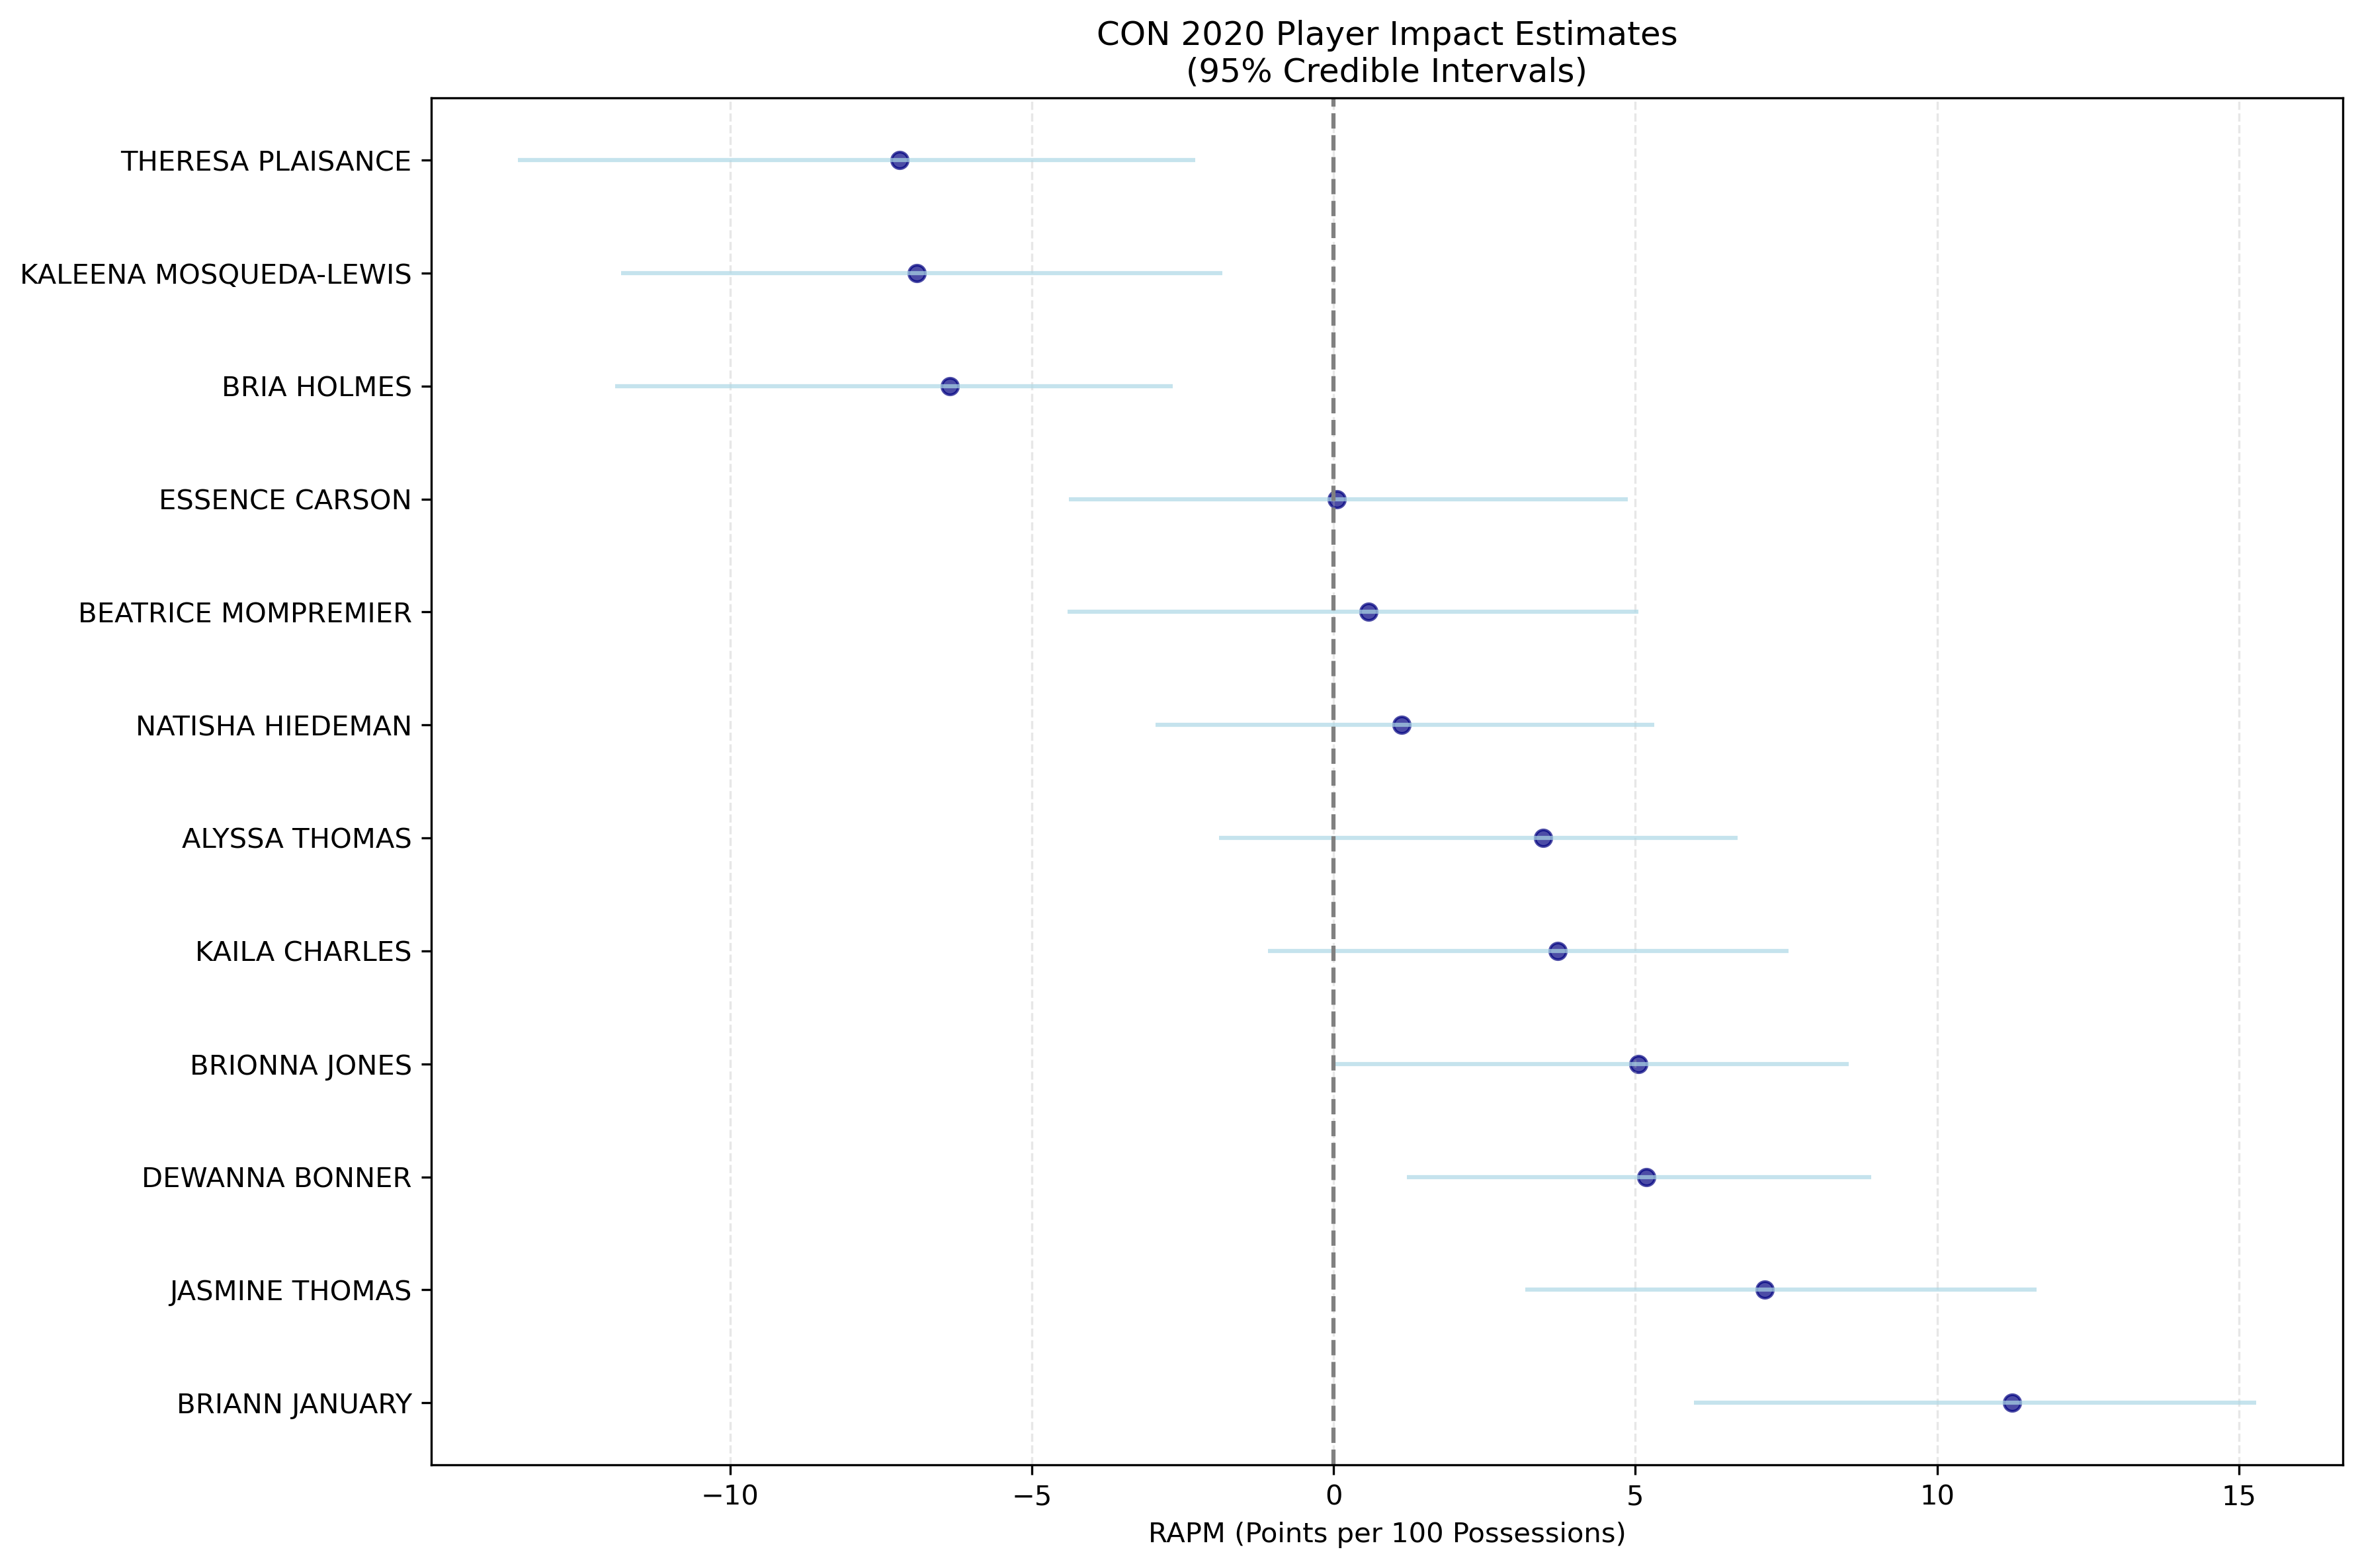 CON 2020 Player Impact Estimates
(95% Credible Intervals)
THERESA PLAISANCE
KALEENA MOSQUEDA-LEWIS
BRIA HOLMES
ESSENCE CARSON
BEATRICE MOMPREMIER
NATISHA HIEDEMAN
ALYSSA THOMAS
KAILA CHARLES
BRIONNA JONES
DEWANNA BONNER
JASMINE THOMAS
BRIANN JANUARY
−10 −5 0 5 10 15
RAPM (Points per 100 Possessions)